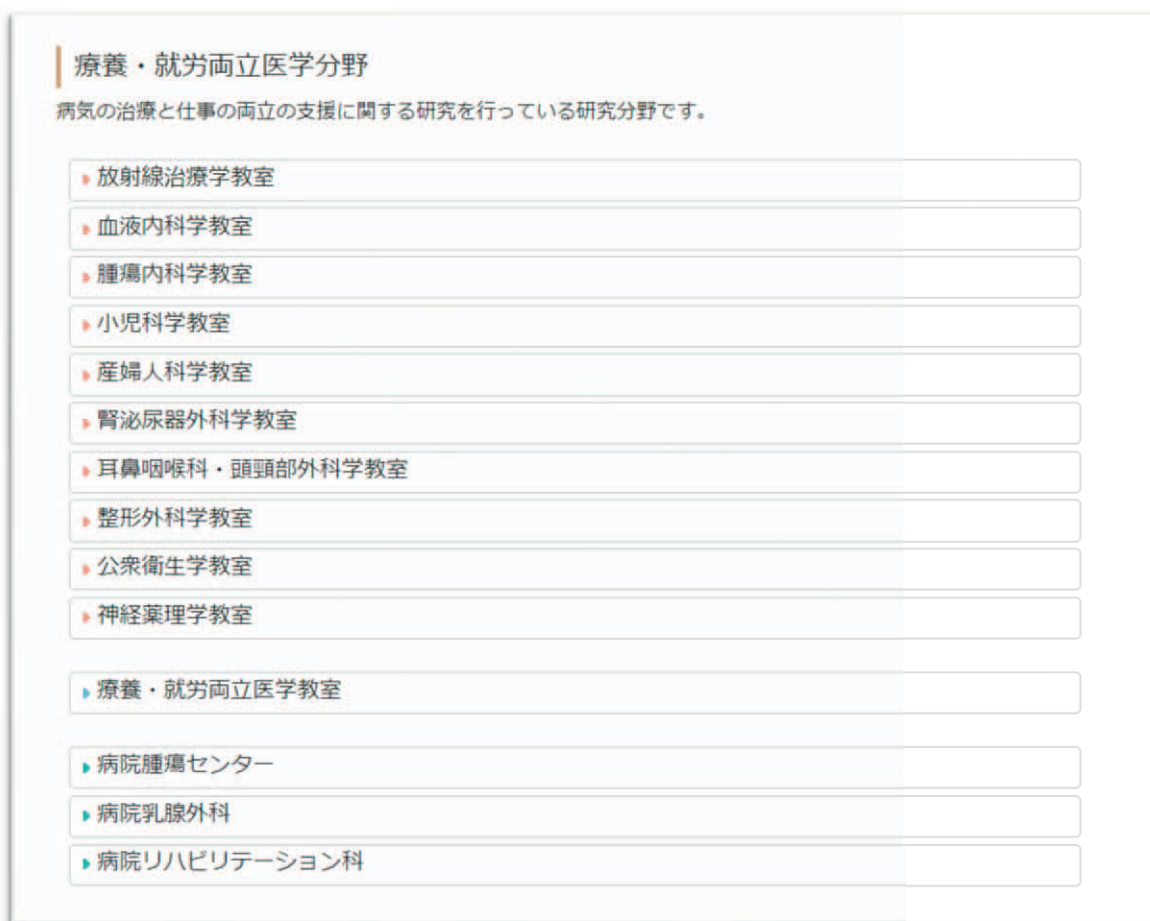 療養・就労両立医学分野
病気の治療と仕事の両立の支援に関する研究を行っている研究分野です。
放射線治療学教室
血液内科学教室
腫瘍内科学教室
小児科学教室
産婦人科学教室
腎泌尿器外科学教室
耳鼻咽喉科・頭頸部外科学教室
整形外科学教室
公衆衛生学教室
神経薬理学教室
療養・就労両立医学教室
病院腫瘍センター
病院乳腺外科
病院リハビリテーション科